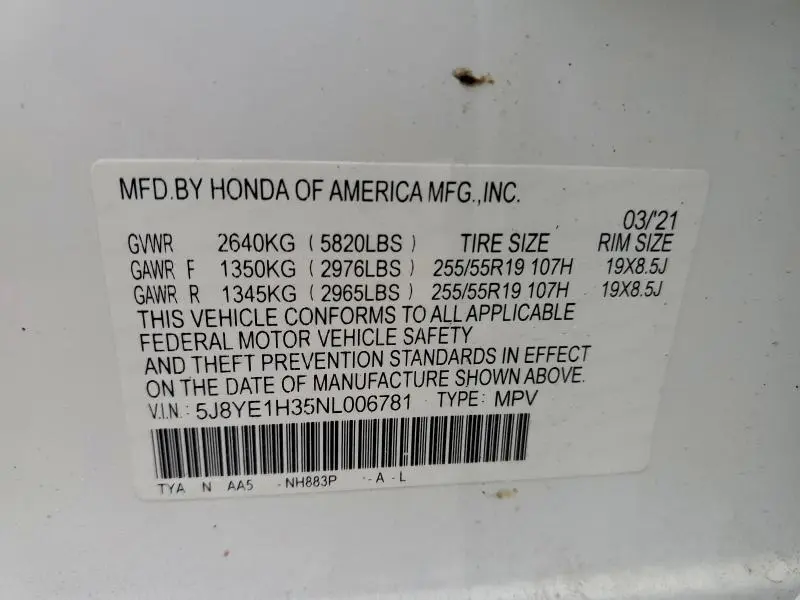 MFD.BY HONDA OF AMERICA MFG.,INC.
03/'21
GVWR 2640KG ( 5820LBS ) TIRE SIZE RIM SIZE
GAWR F 1350KG ( 2976LBS ) 255/55R19 107H 19X8.5J
GAWR R 1345KG ( 2965LBS ) 255/55R19 107H 19X8.5J
THIS VEHICLE CONFORMS TO ALL APPLICABLE
FEDERAL MOTOR VEHICLE SAFETY
AND THEFT PREVENTION STANDARDS IN EFFECT
ON THE DATE OF MANUFACTURE SHOWN ABOVE.
V.I.N.: 5J8YE1H35NL006781 TYPE: MPV
TYA N AA5 -NH883P -A -L